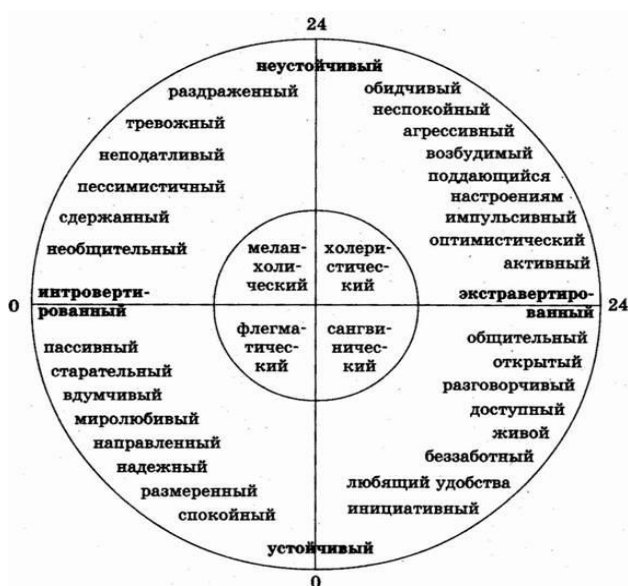 24
неустойчивый
раздраженный
тревожный
неподатливый
пессимистичный
сдержанный
необщительный
обидчивый
неспокойный
агрессивный
возбудимый
поддающийся
настроениям
импульсивный
оптимистический
активный
мелан-
холи-
ческий
холери-
стичес-
кий
0
интроверти-
рованный
экстравертиро-
ванный
24
флегма-
тичес-
кий
сангви-
ничес-
кий
пассивный
старательный
вдумчивый
миролюбивый
направленный
надежный
размеренный
спокойный
общительный
открытый
разговорчивый
доступный
живой
беззаботный
любящий удобства
инициативный
устойчивый
0